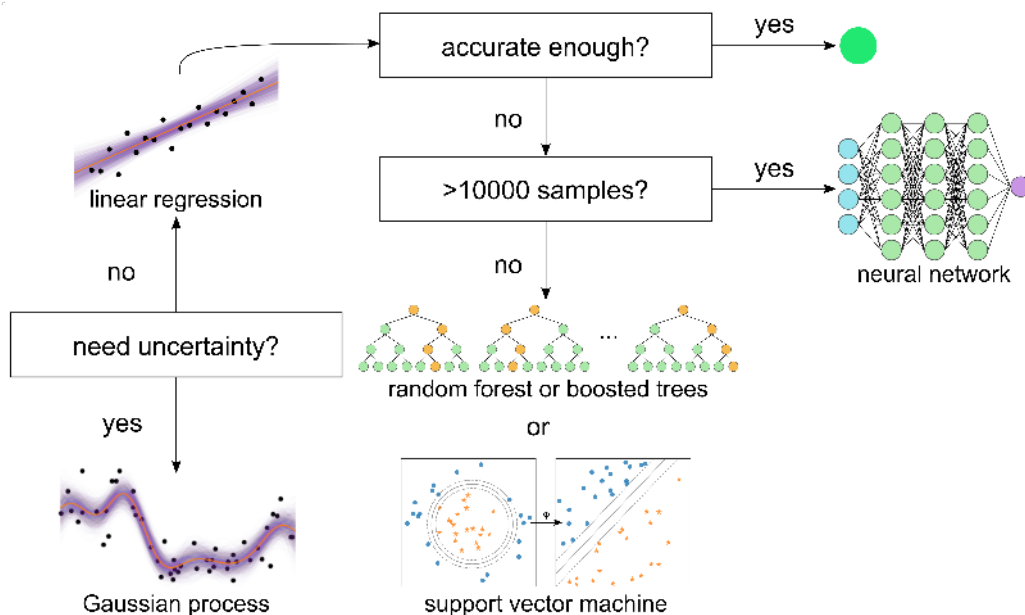 accurate enough?
yes
no
>10000 samples?
yes
linear regression
neural network
no
no
need uncertainty?
...
random forest or boosted trees
yes
or
φ
Gaussian process
support vector machine